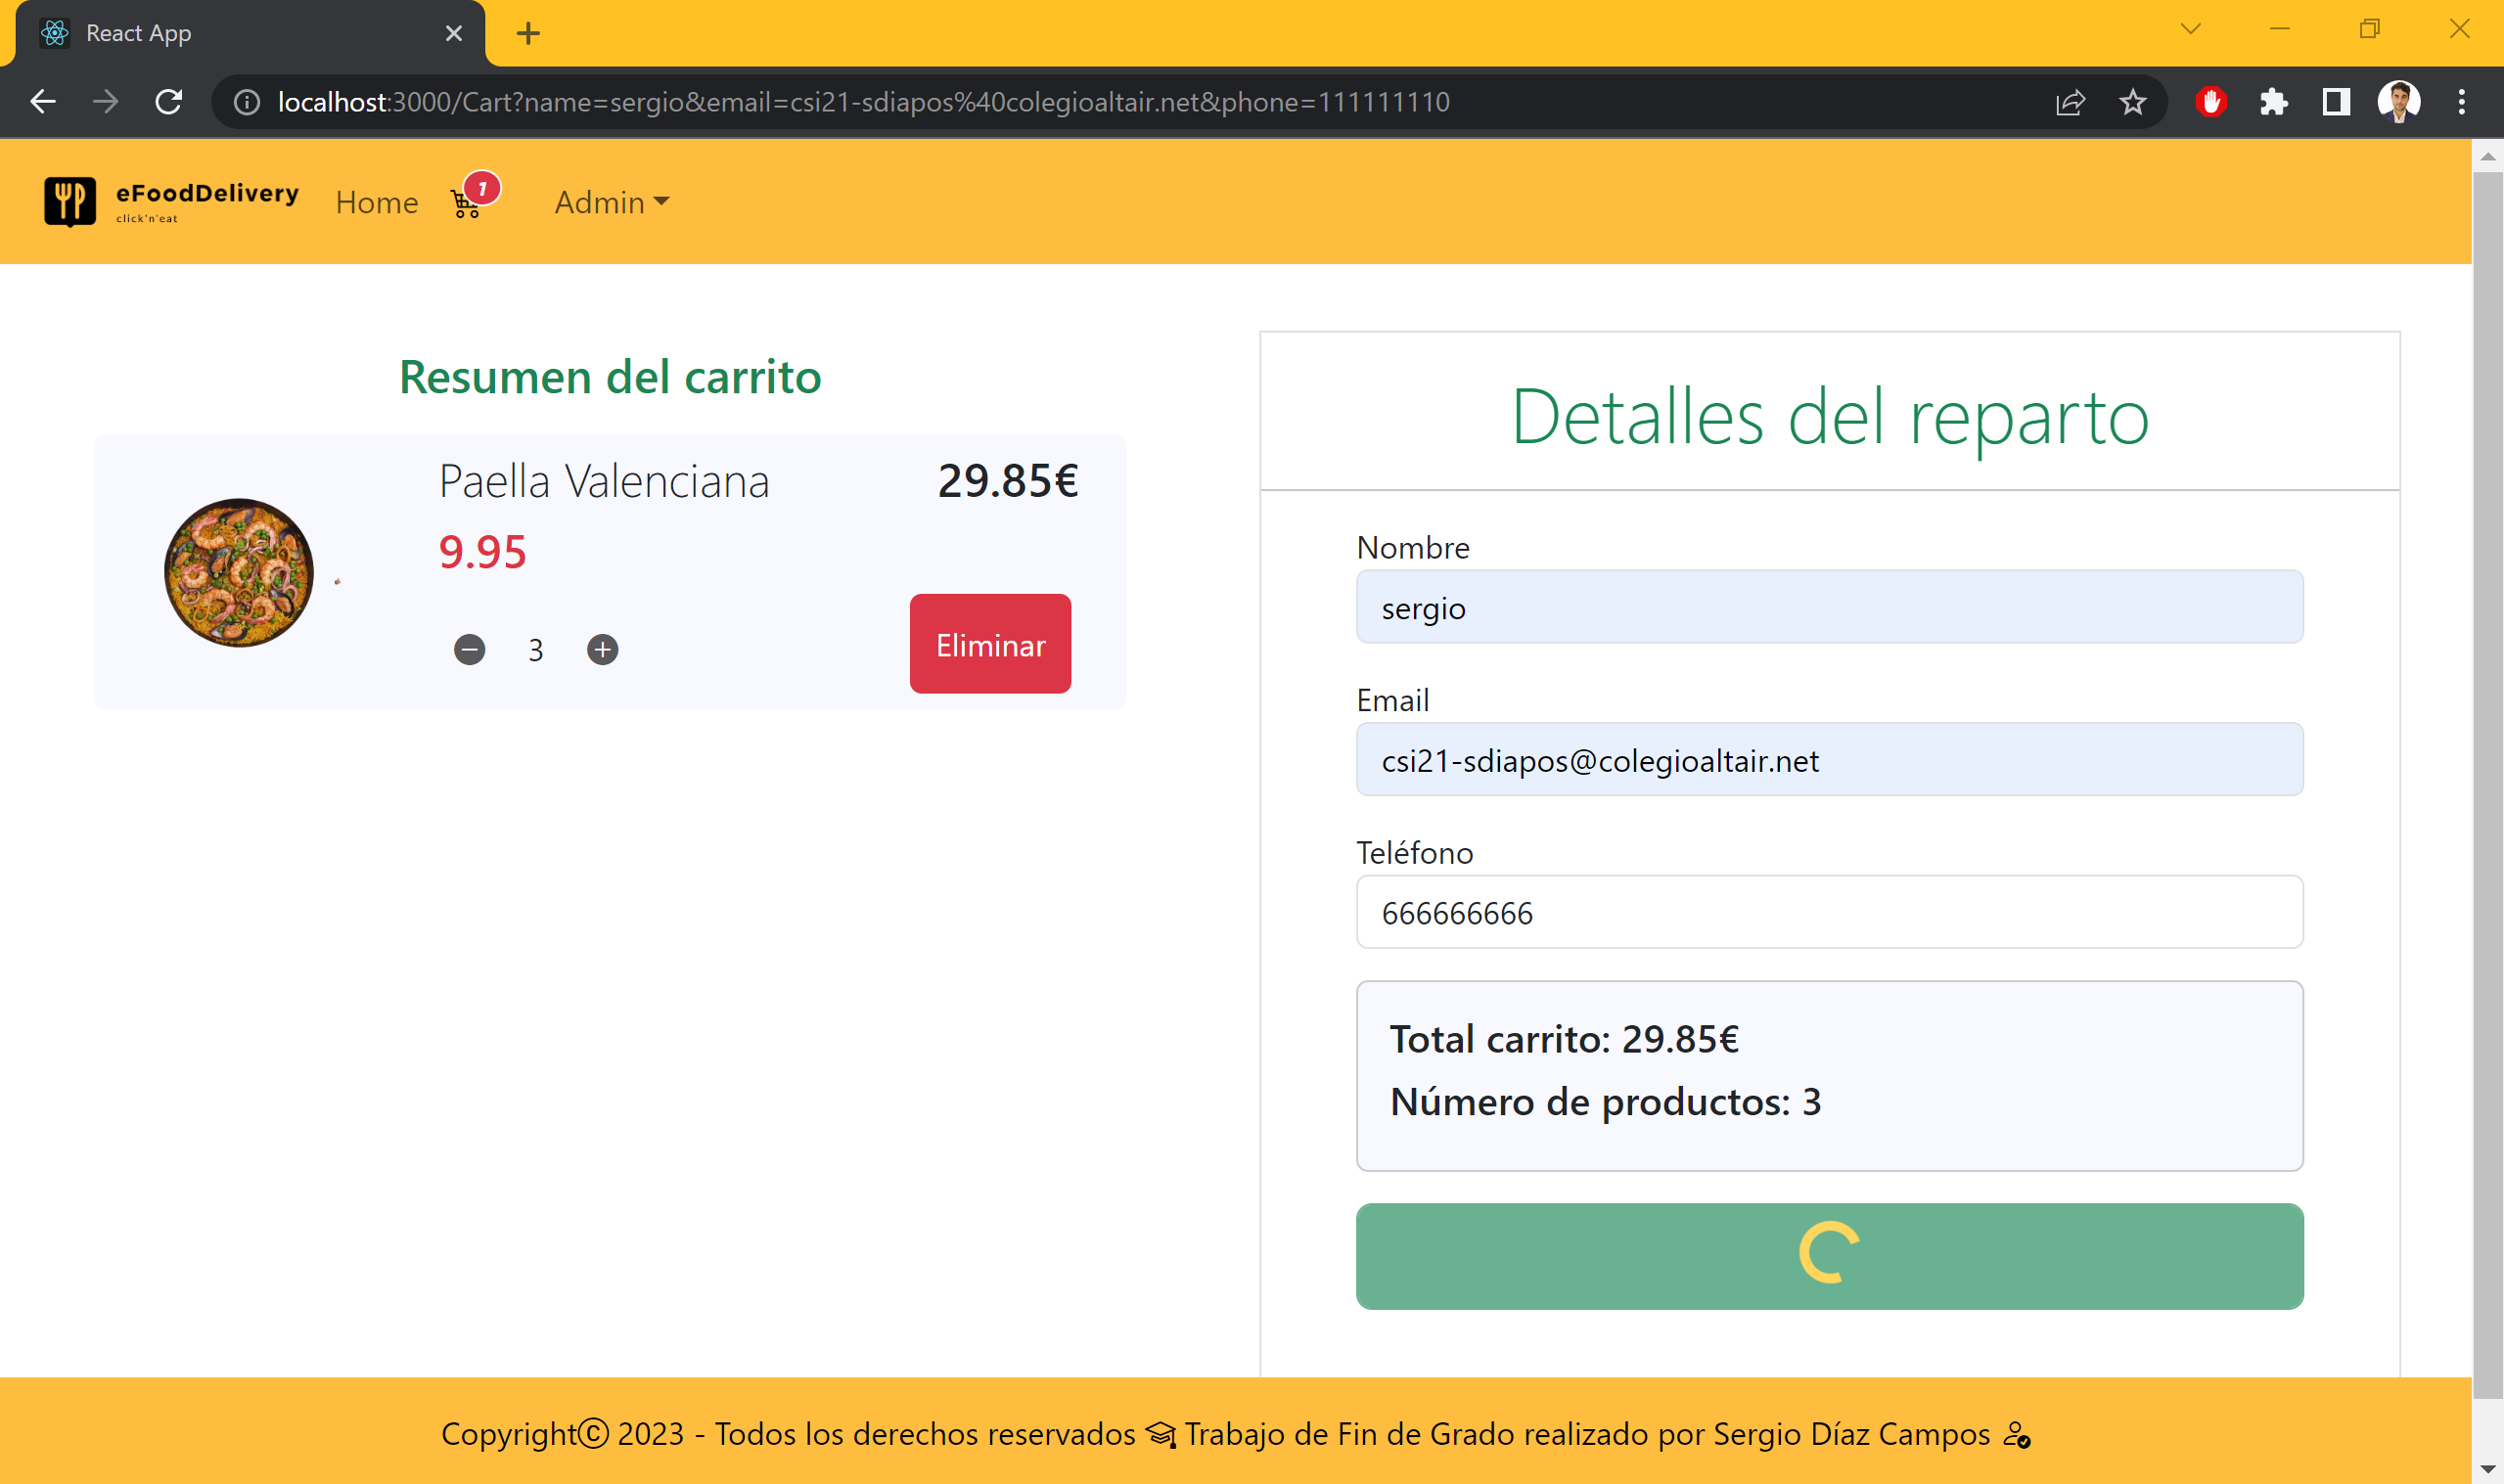 React App
localhost:3000/Cart?name=sergio&email=csi21-sdiapos%40colegioaltair.net&phone=111111110
eFoodDelivery
click'n'eat
Home
1
Admin
Resumen del carrito
Paella Valenciana
29.85€
9.95
3
Eliminar
Detalles del reparto
Nombre
sergio
Email
csi21-sdiapos@colegioaltair.net
Teléfono
666666666
Total carrito: 29.85€
Número de productos: 3
Copyright© 2023 - Todos los derechos reservados Trabajo de Fin de Grado realizado por Sergio Díaz Campos